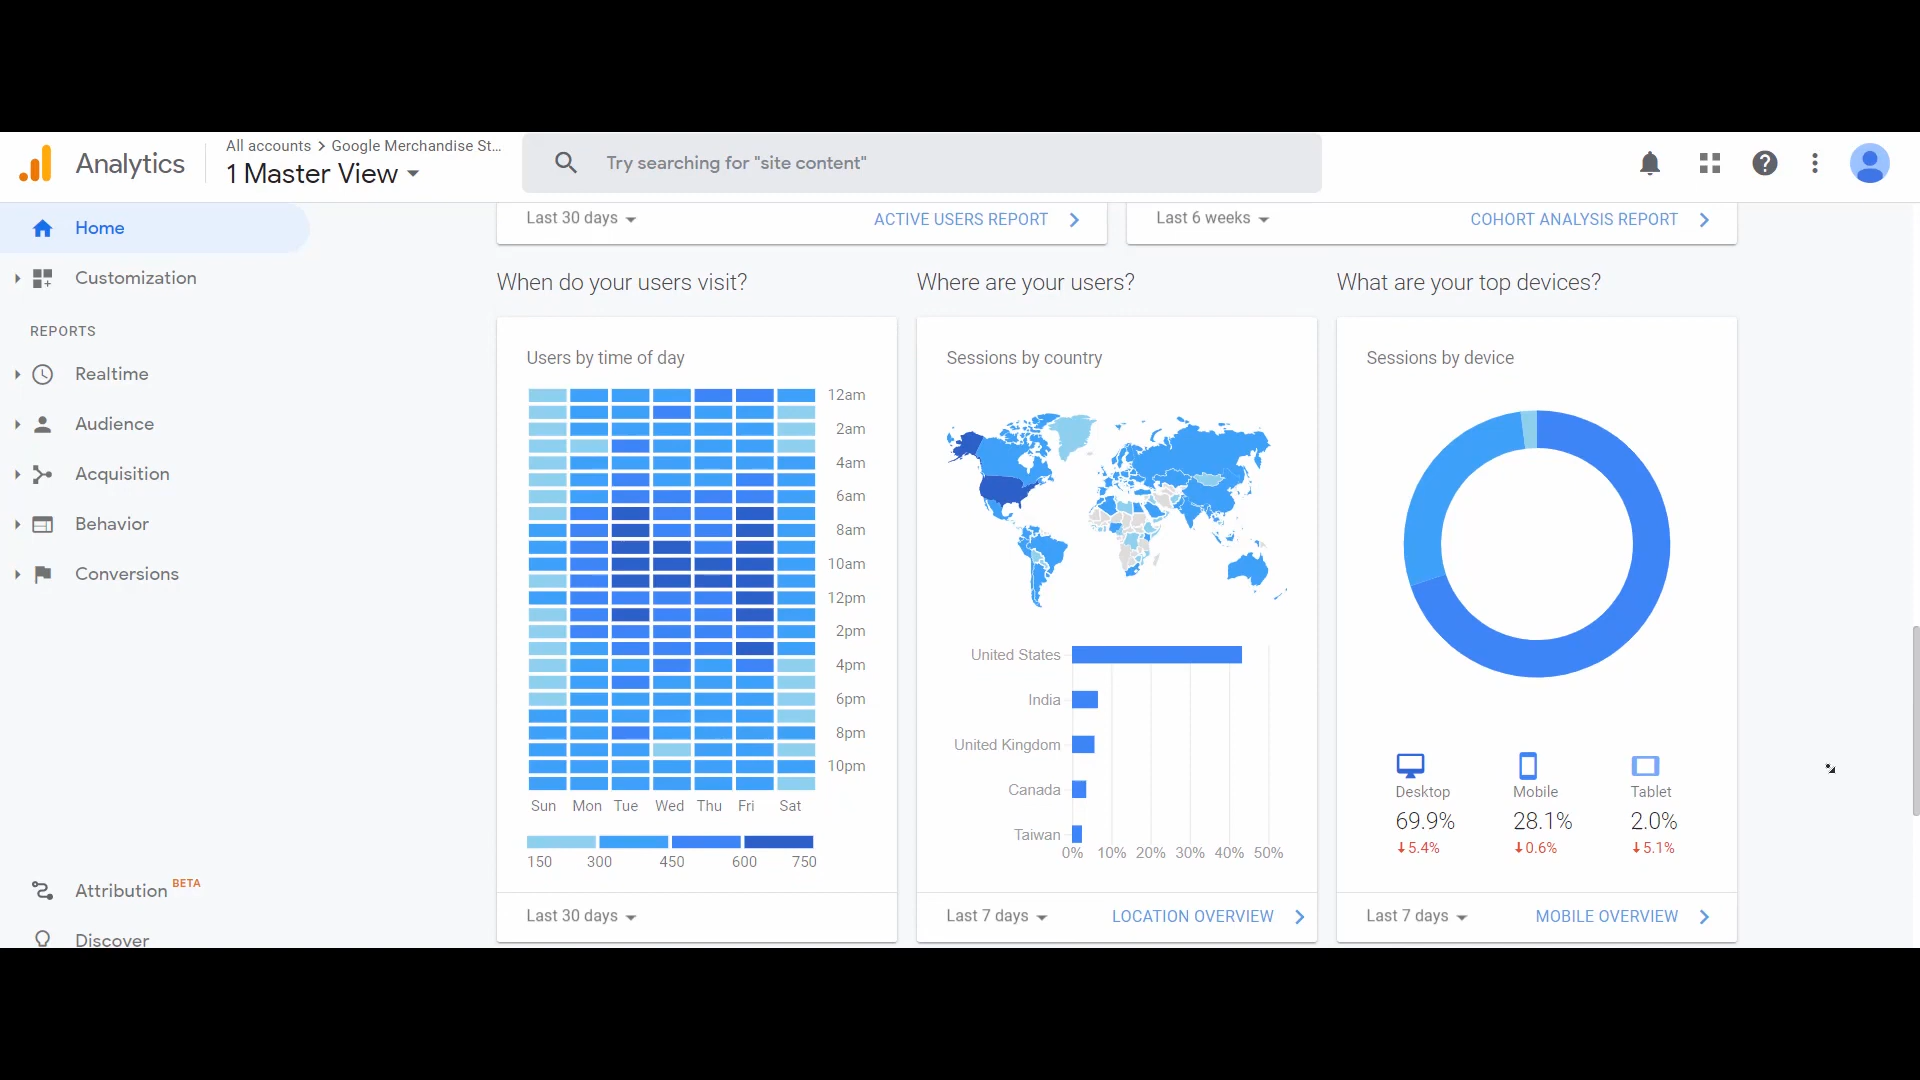 Analytics
All accounts > Google Merchandise St...
1 Master View
Try searching for "site content"
Home
Customization
REPORTS
Realtime
Audience
Acquisition
Behavior
Conversions
Attribution BETA
Discover
Last 30 days
ACTIVE USERS REPORT
Last 6 weeks
COHORT ANALYSIS REPORT
When do your users visit?
Users by time of day
12am
2am
4am
6am
8am
10am
12pm
2pm
4pm
6pm
8pm
10pm
Sun Mon Tue Wed Thu Fri Sat
150 300 450 600 750
Last 30 days
Where are your users?
Sessions by country
United States
India
United Kingdom
Canada
Taiwan
0% 10% 20% 30% 40% 50%
Last 7 days
LOCATION OVERVIEW
What are your top devices?
Sessions by device
Desktop Mobile Tablet
69.9% 28.1% 2.0%
5.4% 0.6% 5.1%
Last 7 days
MOBILE OVERVIEW